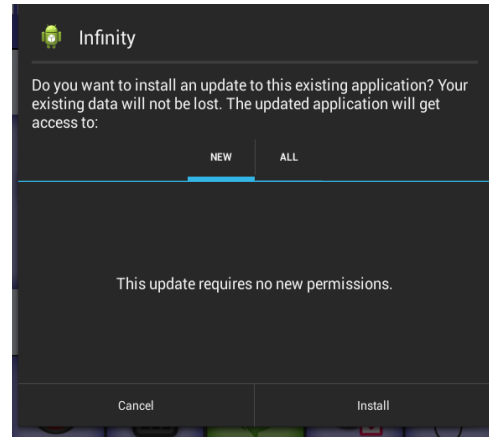 Infinity
Do you want to install an update to this existing application? Your
existing data will not be lost. The updated application will get
access to:
NEW ALL
This update requires no new permissions.
Cancel Install